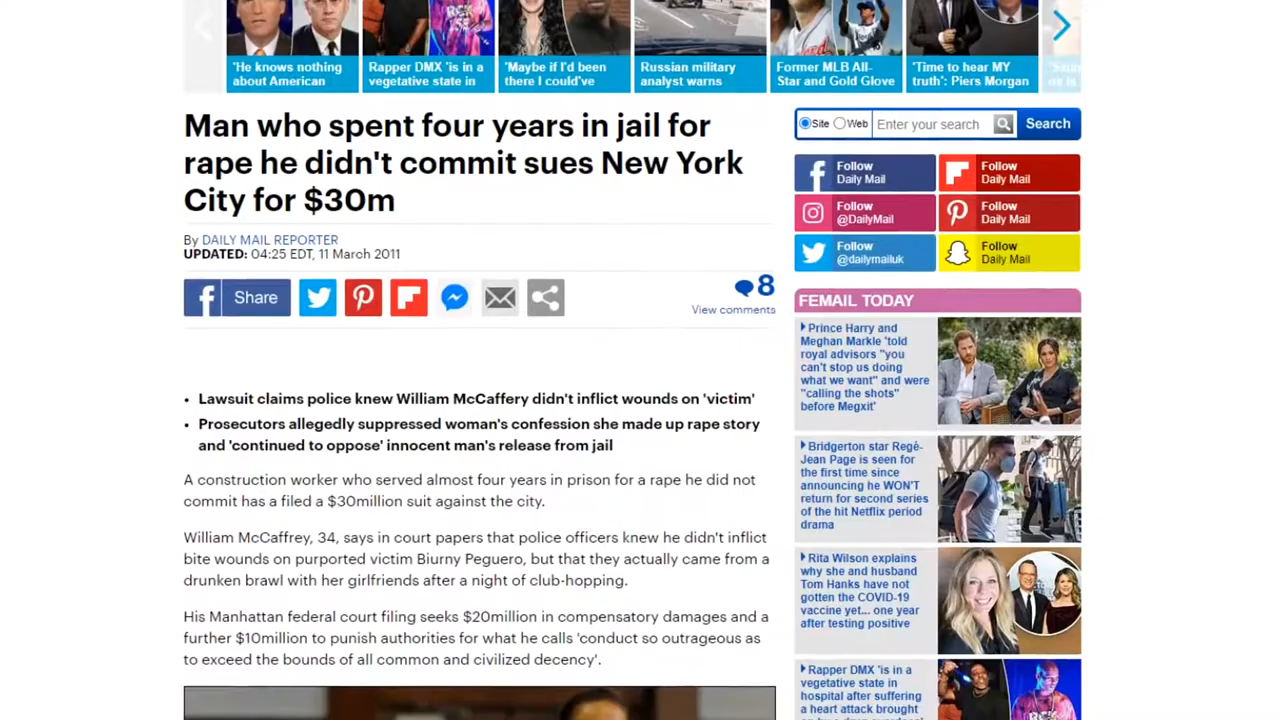 'He knows nothing
about American
Rapper DMX 'is in a
vegetative state in
'Maybe if I'd been
there I could've
Russian military
analyst warns
Former MLB All-
Star and Gold Glove
'Time to hear MY
truth': Piers Morgan
Man who spent four years in jail for
rape he didn't commit sues New York
City for $30m
By DAILY MAIL REPORTER
UPDATED: 04:25 EDT, 11 March 2011
Share
8
View comments
Lawsuit claims police knew William McCaffery didn't inflict wounds on 'victim'
Prosecutors allegedly suppressed woman's confession she made up rape story
and 'continued to oppose' innocent man's release from jail
A construction worker who served almost four years in prison for a rape he did not
commit has a filed a $30million suit against the city.
William McCaffrey, 34, says in court papers that police officers knew he didn't inflict
bite wounds on purported victim Biurny Peguero, but that they actually came from a
drunken brawl with her girlfriends after a night of club-hopping.
His Manhattan federal court filing seeks $20million in compensatory damages and a
further $10million to punish authorities for what he calls 'conduct so outrageous as
to exceed the bounds of all common and civilized decency'.
Site Web Enter your search Search
Follow
Daily Mail
Follow
Daily Mail
Follow
@DailyMail
Follow
Daily Mail
Follow
@dailymailuk
Follow
Daily Mail
FEMAIL TODAY
Prince Harry and
Meghan Markle 'told
royal advisors "you
can't stop us doing
what we want" and were
"calling the shots"
before Megxit'
Bridgerton star Regè-
Jean Page is seen for
the first time since
announcing he WON'T
return for second series
of the hit Netflix period
drama
Rita Wilson explains
why she and husband
Tom Hanks have not
gotten the COVID-19
vaccine yet... one year
after testing positive
Rapper DMX 'is in a
vegetative state in
hospital after suffering
a heart attack brought